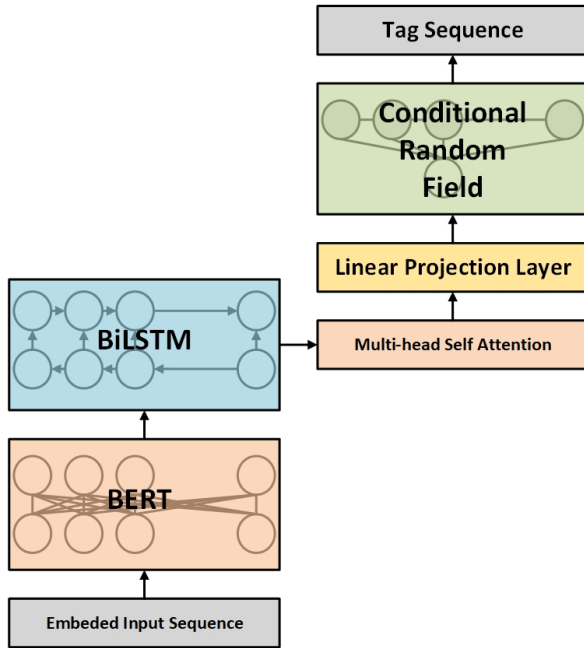 Tag Sequence
Conditional
Random
Field
Linear Projection Layer
Multi-head Self Attention
BiLSTM
BERT
Embeded Input Sequence